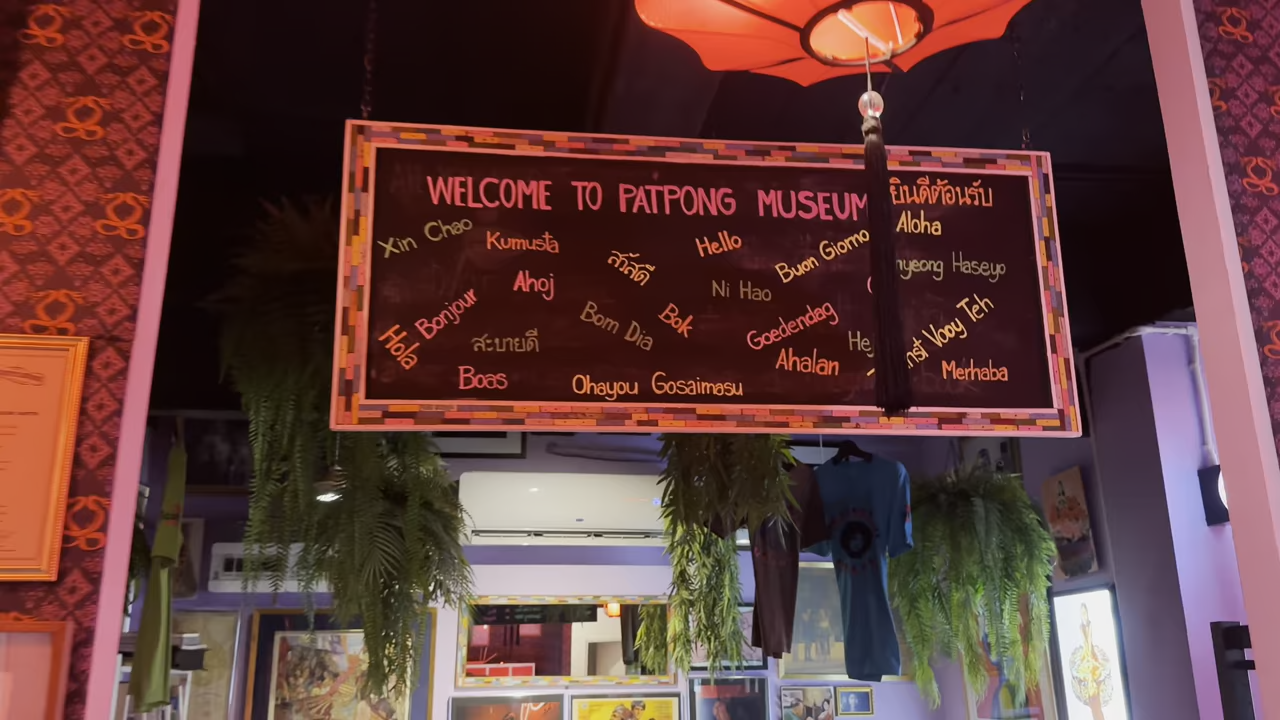 WELCOME TO PATPONG MUSEUM ยินดีต้อนรับ
Xin Chao
Kumusta
สวัสดี
Hello
Buon Giorno
Aloha
Ahoj
Ni Hao
nyeong Haseyo
Hola
Bonjour
สะบายดี
Bom Dia
Bok
Goedendag
He
nst Vooy Teh
Boas
Ohayou Gosaimasu
Ahalan
Merhaba